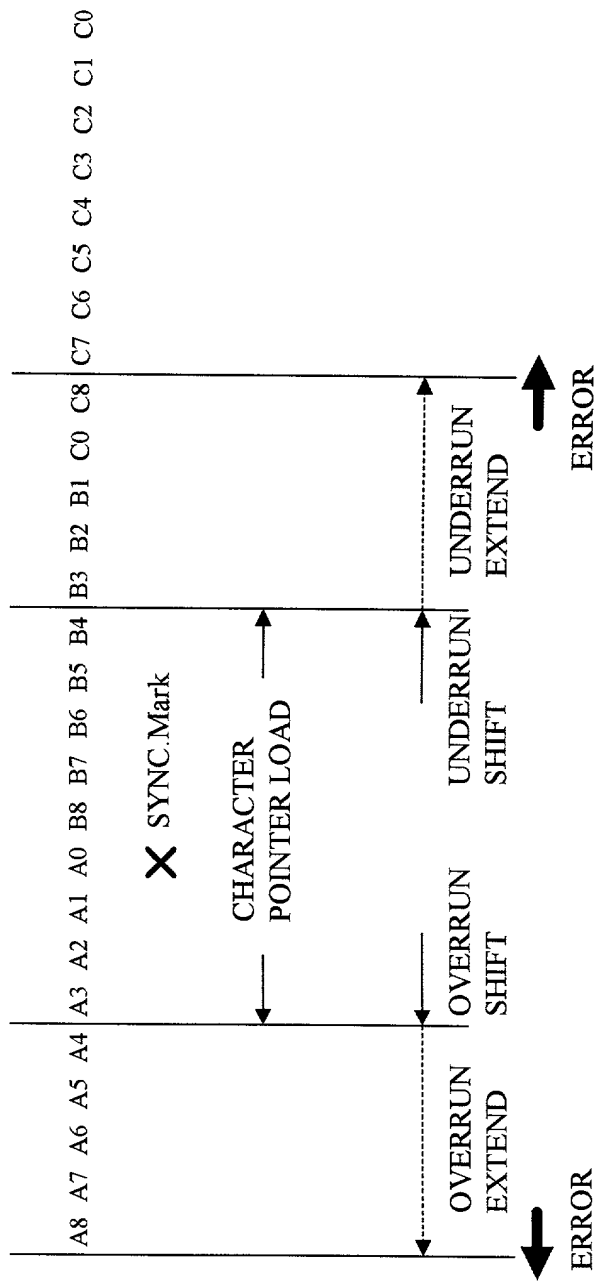 A8 A7 A6 A5 A4 A3 A2 A1 A0 B8 B7 B6 B5 B4 B3 B2 B1 C0 C8 C7 C6 C5 C4 C3 C2 C1 C0
SYNC.Mark
CHARACTER
POINTER LOAD
OVERRUN
EXTEND
OVERRUN
SHIFT
UNDERRUN
SHIFT
UNDERRUN
EXTEND
ERROR
ERROR